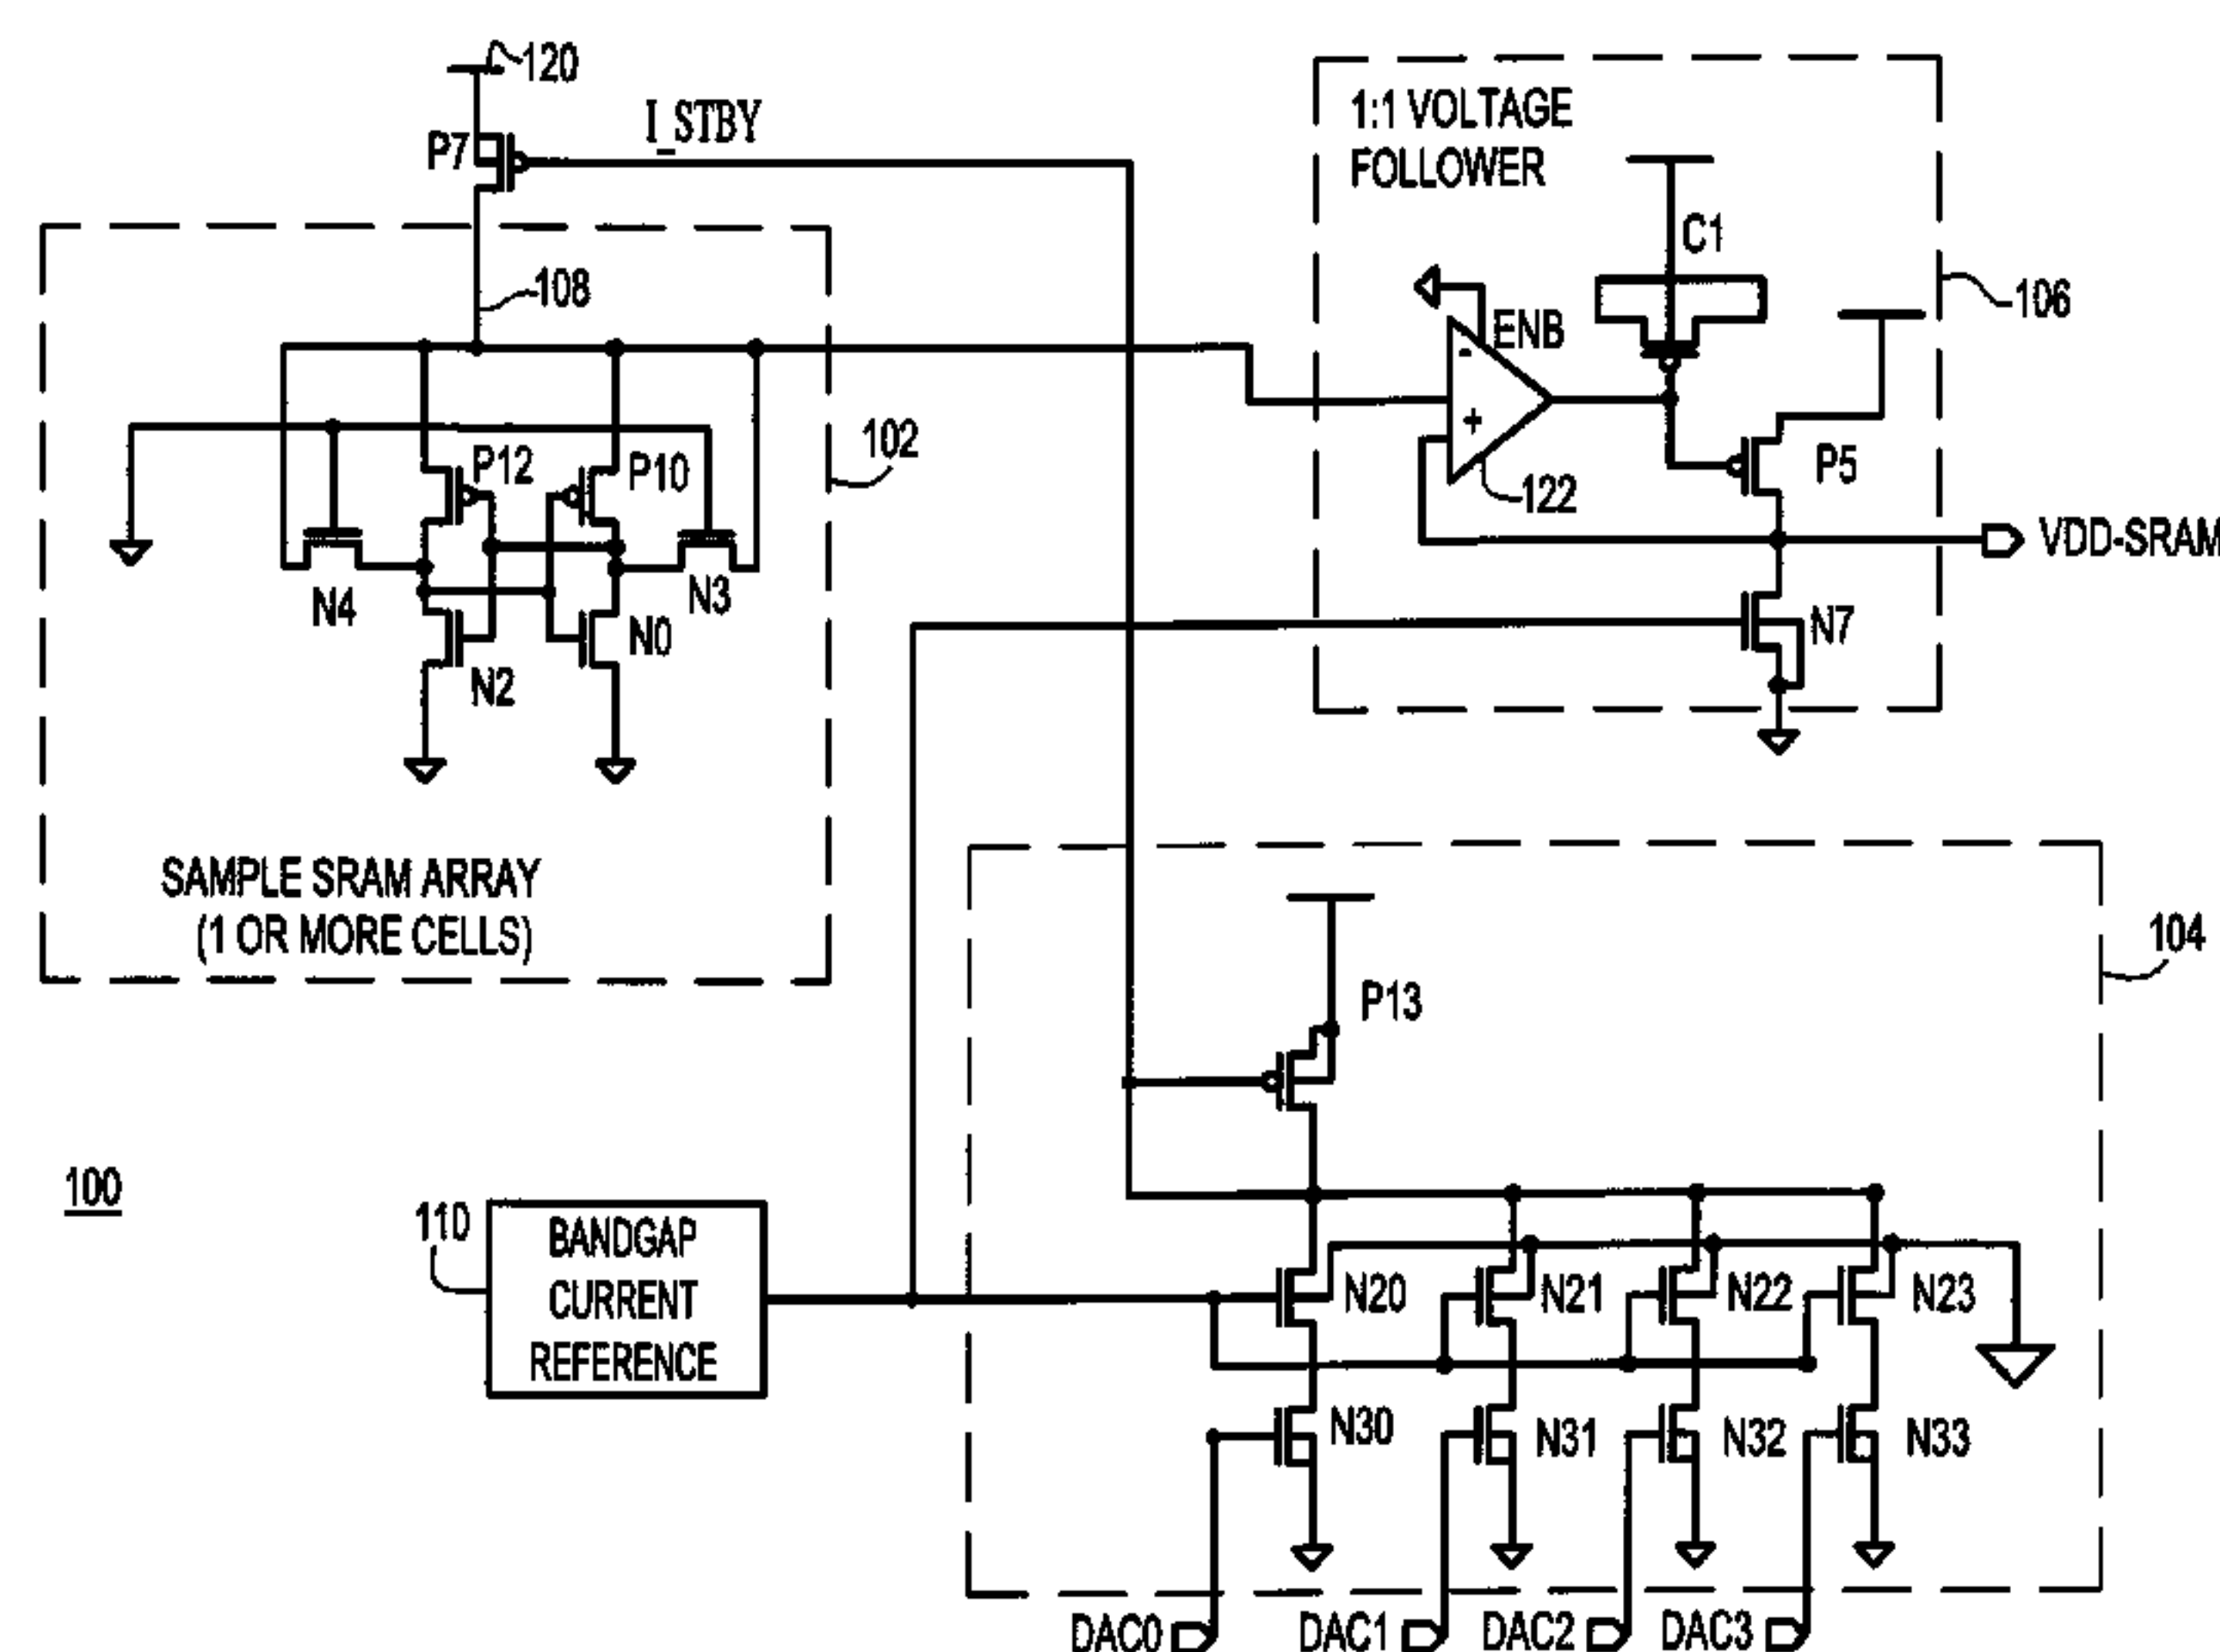 120
P7
I_STBY
1:1 VOLTAGE
FOLLOWER
C1
108
106
ENB
-
+
102
P12
P10
P5
122
VDD-SRAM
N4
N3
N2
N0
N7
SAMPLE SRAM ARRAY
(1 OR MORE CELLS)
104
P13
100
110
BANDGAP
CURRENT
REFERENCE
N20
N21
N22
N23
N30
N31
N32
N33
DAC0
DAC1
DAC2
DAC3